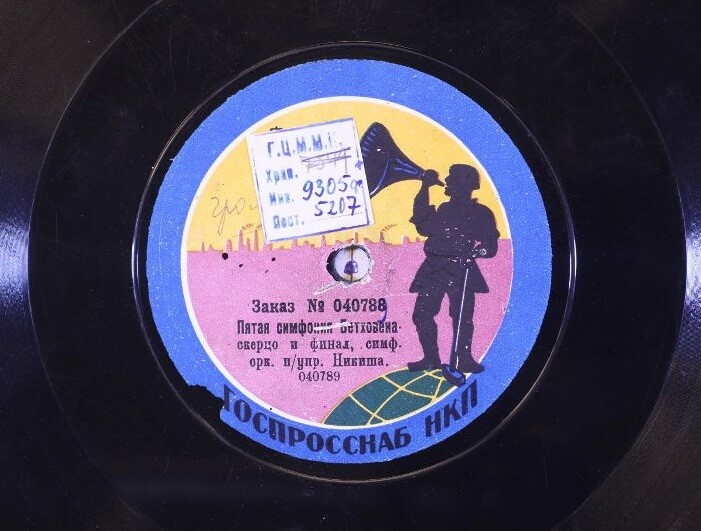 Г.Ц.М.М.К.
Хран.
Инв. 9305
Пост. 5207
Заказ № 040788
Пятая симфония Бетховена-
скерцо и финал, симф.
орк. п/упр. Никиша.
040789
ГОСПРОССНАБ НКП